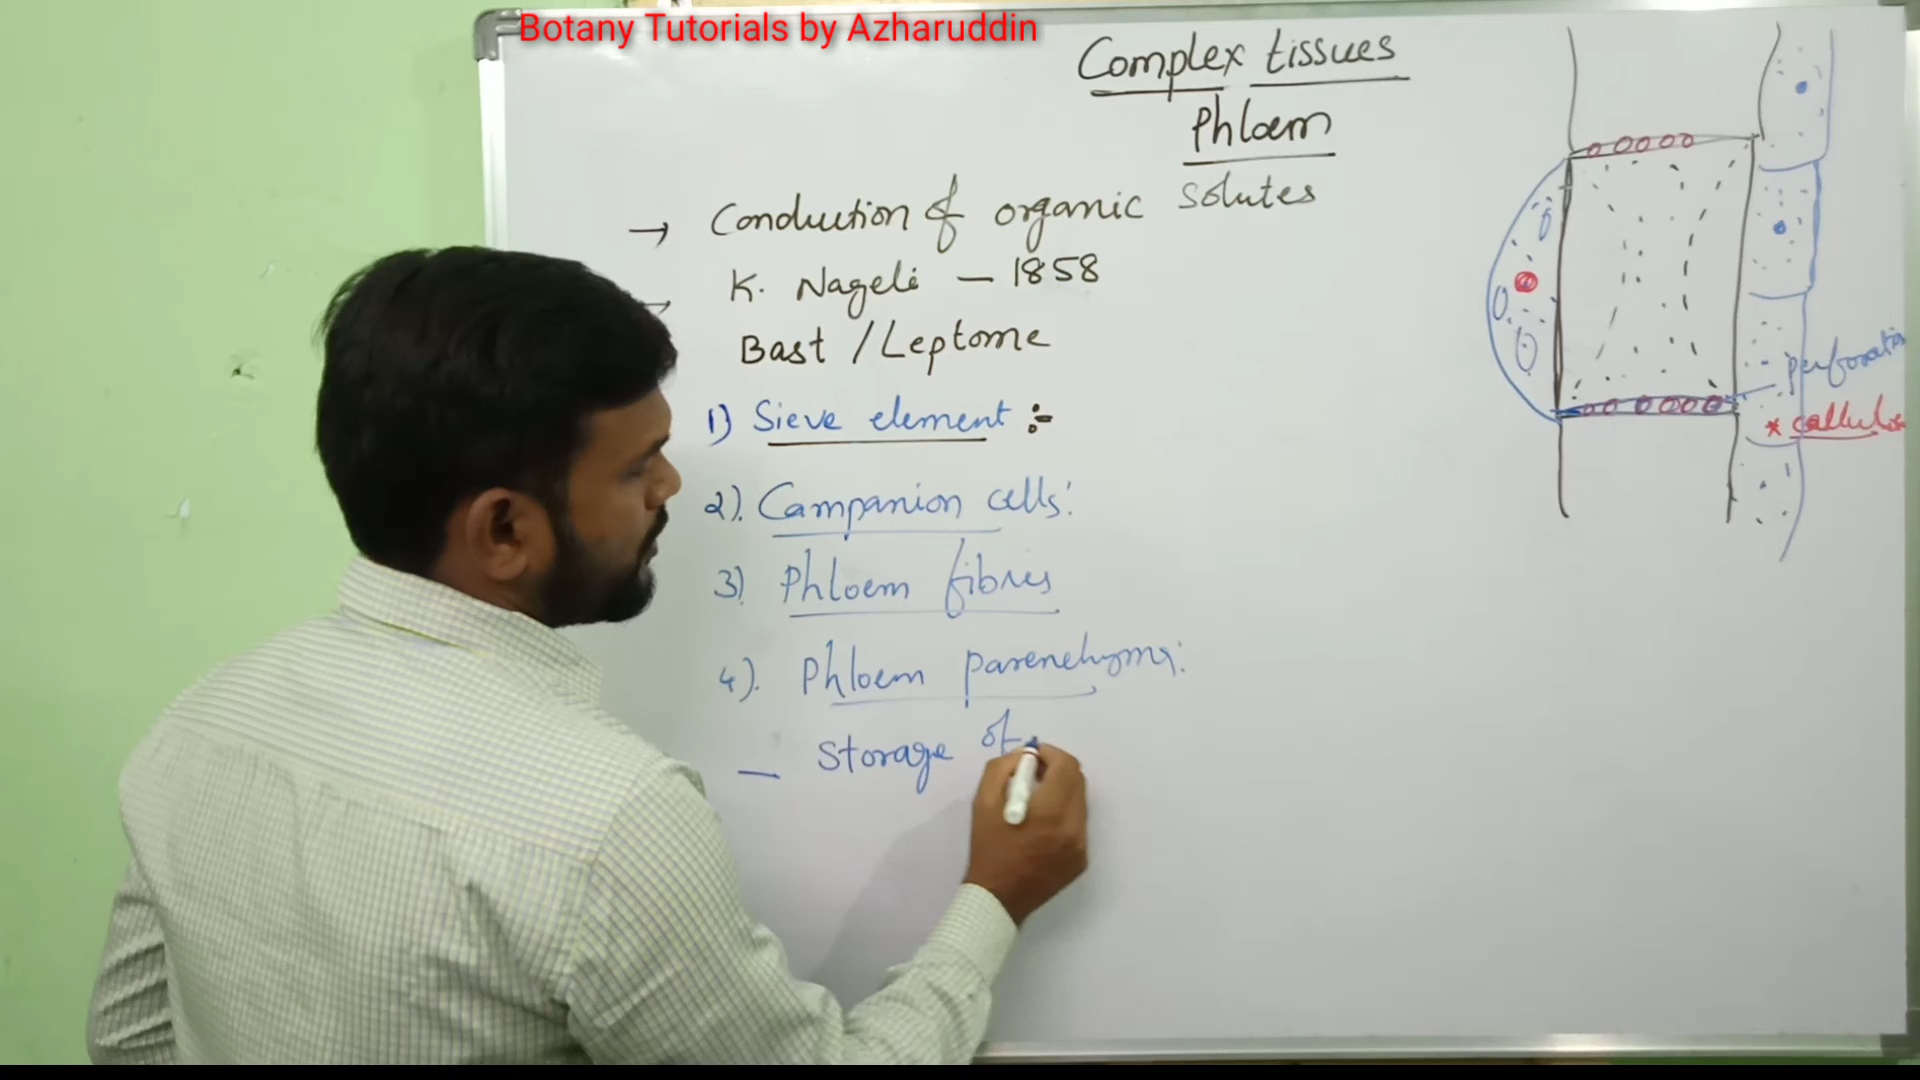 Botany Tutorials by Azharuddin
Complex tissues
Phloem
→ Conduction of organic solutes
→ K. Nageli – 1858
Bast / Leptome
1) Sieve element :-
2). Companion cells:
3) Phloem fibres
4). Phloem parenchyma:
– Storage of
perforation
* callulose